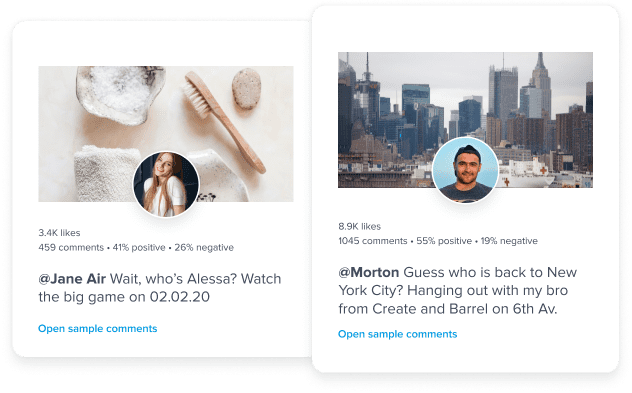 3.4K likes
459 comments • 41% positive • 26% negative
@Jane Air Wait, who's Alessa? Watch
the big game on 02.02.20
Open sample comments
8.9K likes
1045 comments • 55% positive • 19% negative
@Morton Guess who is back to New
York City? Hanging out with my bro
from Create and Barrel on 6th Av.
Open sample comments